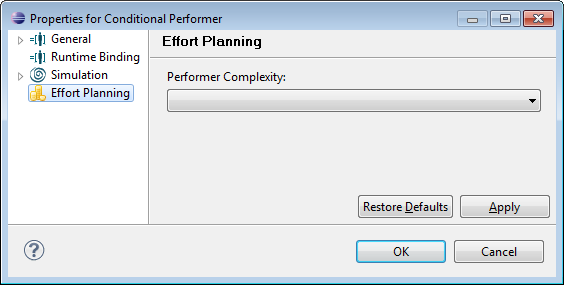 Properties for Conditional Performer
General
Runtime Binding
Simulation
Effort Planning
Effort Planning
Performer Complexity:
Restore Defaults
Apply
?
OK
Cancel